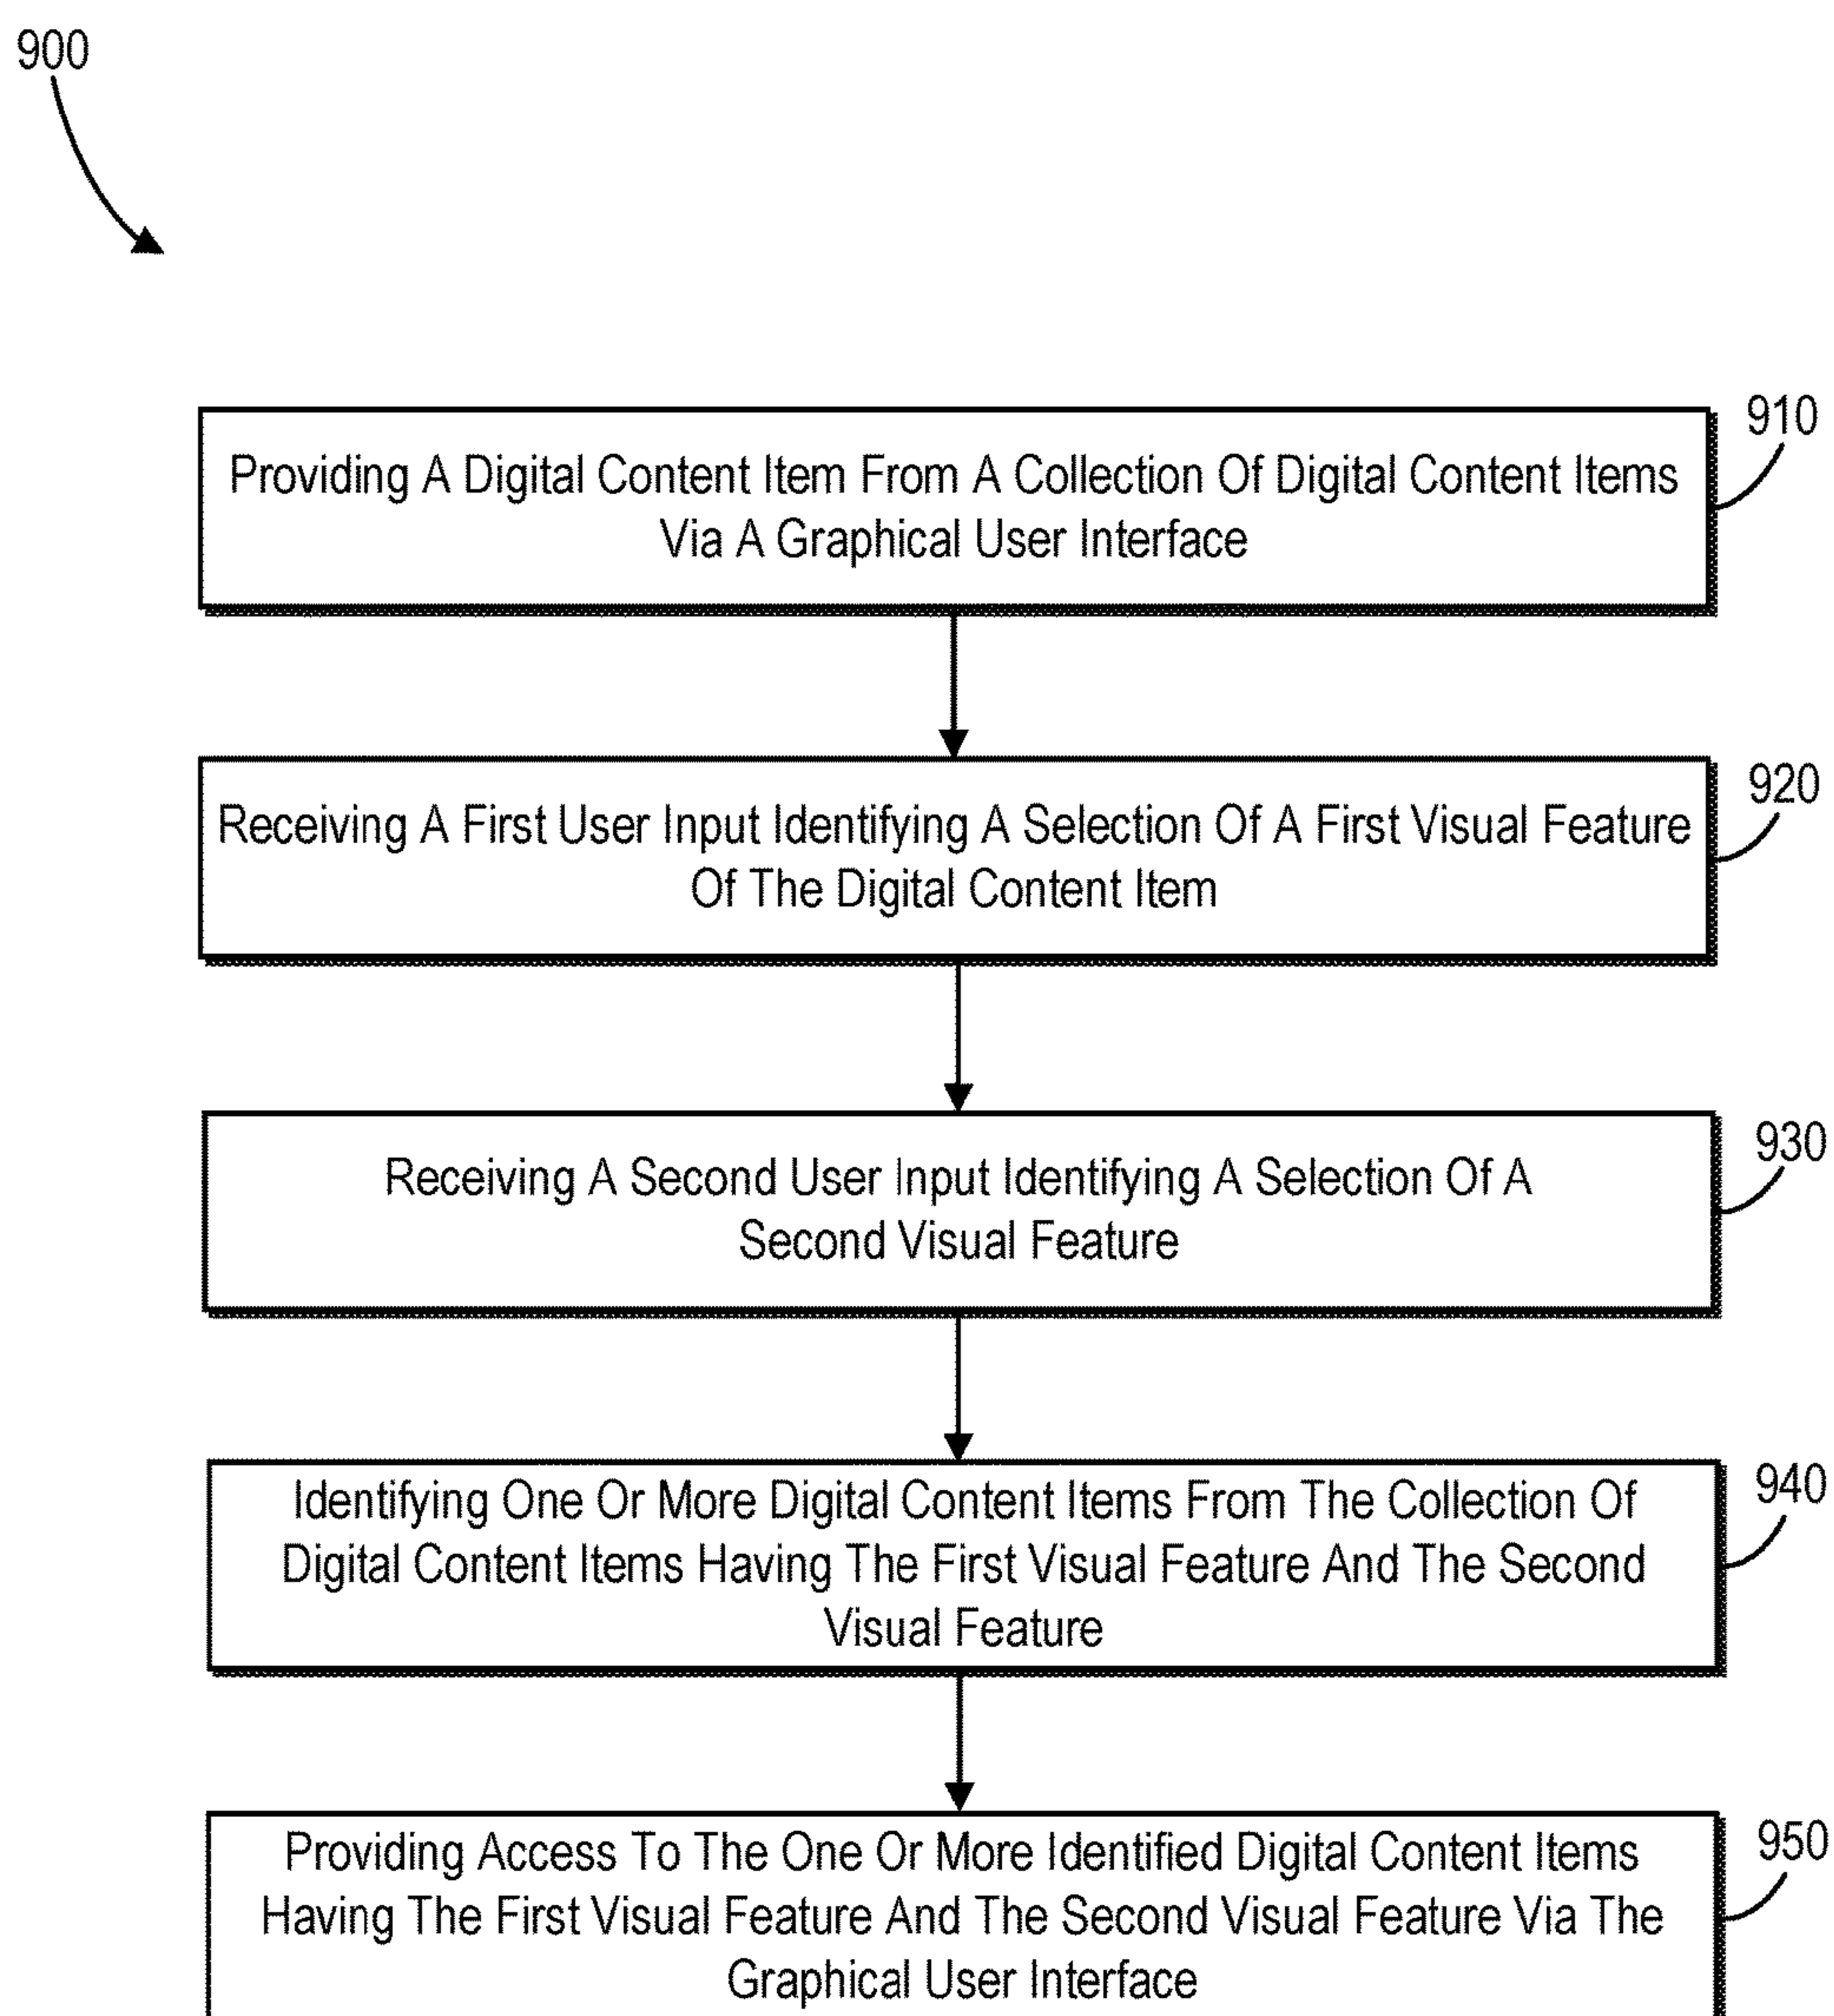 900
910
Providing A Digital Content Item From A Collection Of Digital Content Items
Via A Graphical User Interface
920
Receiving A First User Input Identifying A Selection Of A First Visual Feature
Of The Digital Content Item
930
Receiving A Second User Input Identifying A Selection Of A
Second Visual Feature
940
Identifying One Or More Digital Content Items From The Collection Of
Digital Content Items Having The First Visual Feature And The Second
Visual Feature
950
Providing Access To The One Or More Identified Digital Content Items
Having The First Visual Feature And The Second Visual Feature Via The
Graphical User Interface